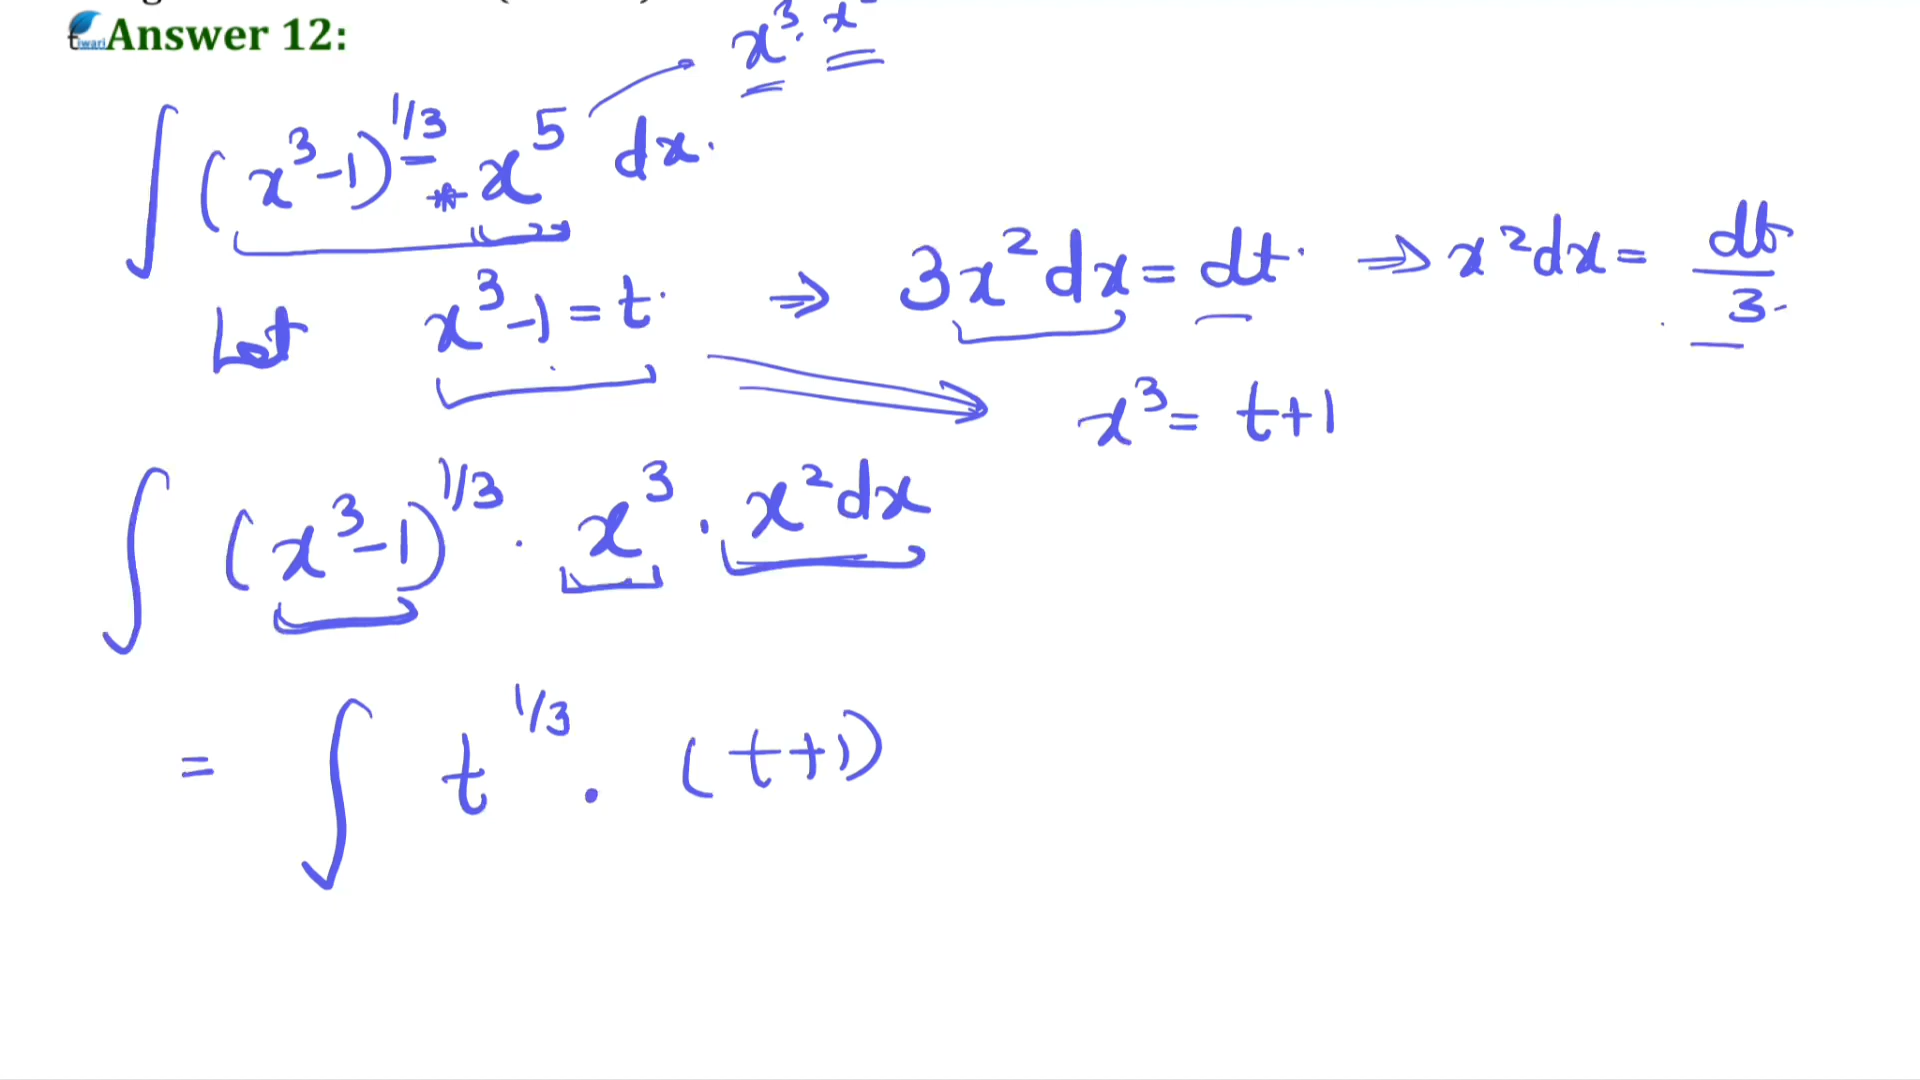 tiwari Answer 12:
x³. x
∫ (x³-1)^1/3 * x⁵ dx.
Let x³-1 = t. ⇒ 3x²dx = dt. ⇒ x²dx = dt/3
x³ = t+1
∫ (x³-1)^1/3 . x³ . x²dx
= ∫ t^1/3 . (t+1)